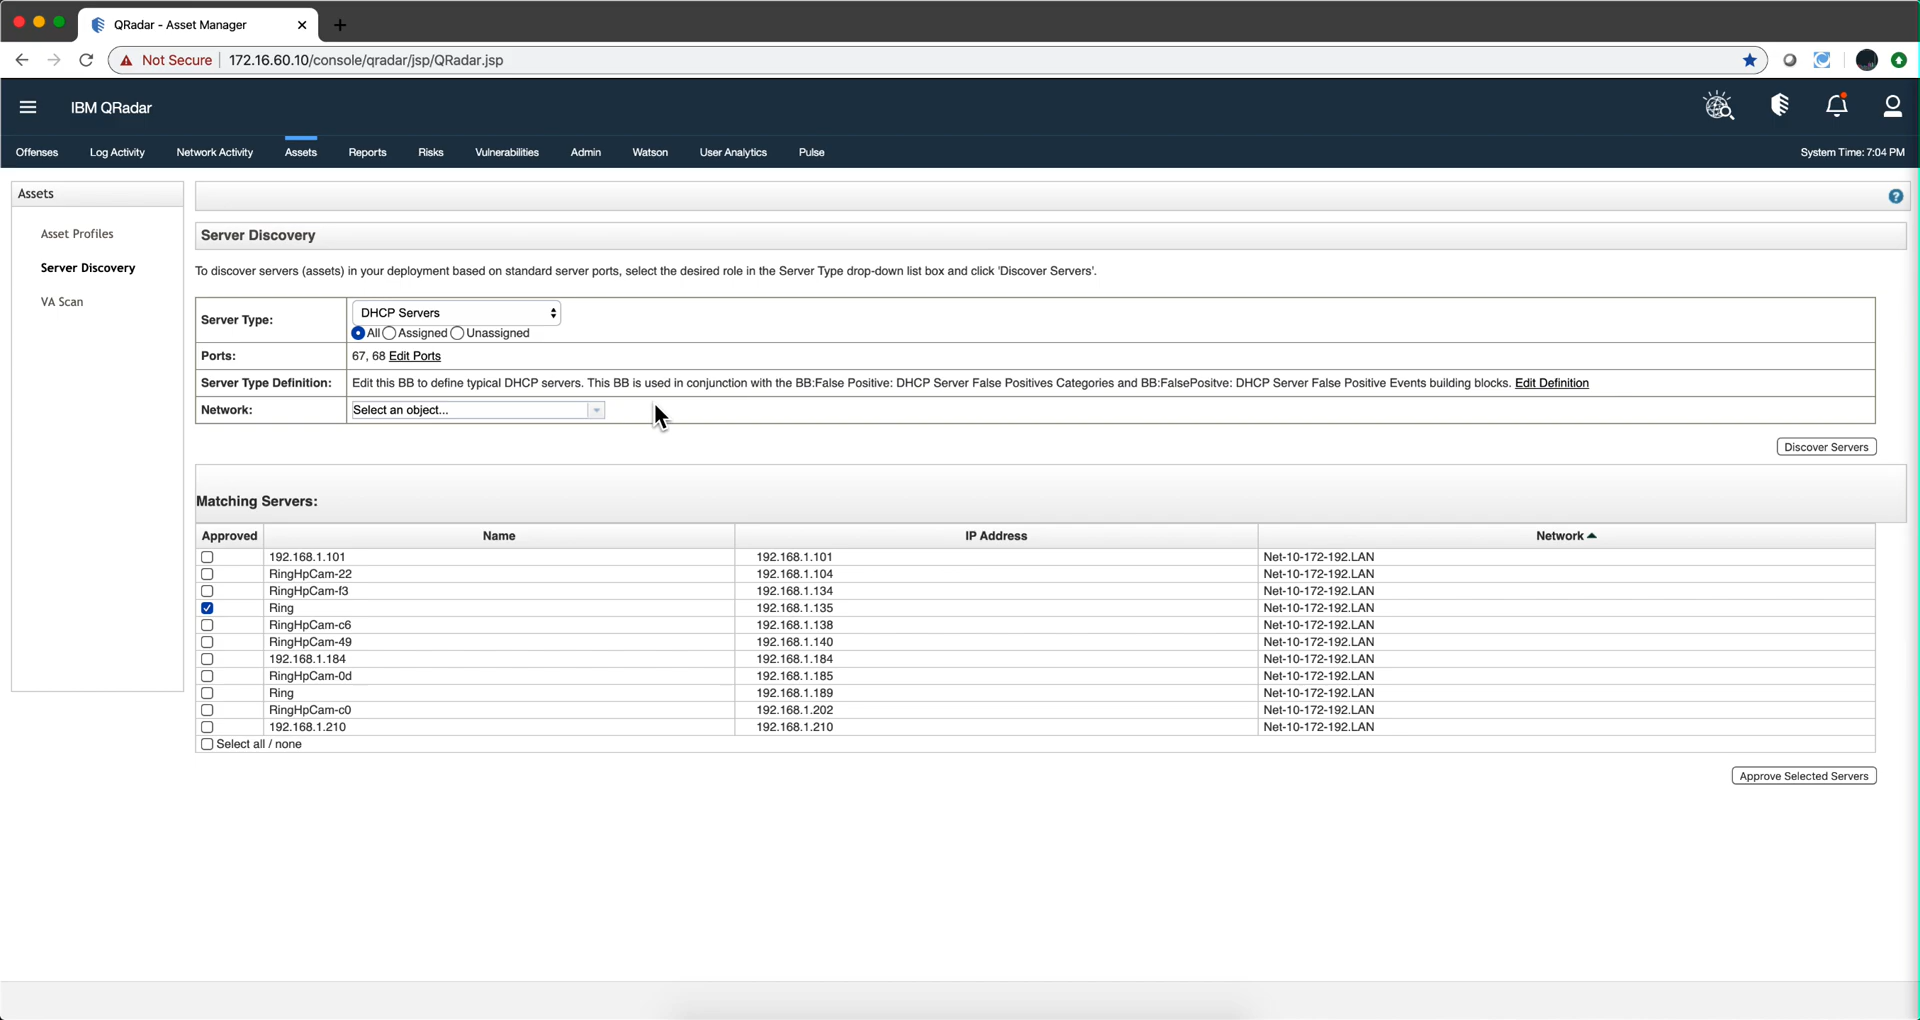 QRadar - Asset Manager
Not Secure 172.16.60.10/console/qradar/jsp/QRadar.jsp
IBM QRadar
Offenses Log Activity Network Activity Assets Reports Risks Vulnerabilities Admin Watson User Analytics Pulse System Time: 7:04 PM
Assets
Asset Profiles
Server Discovery
VA Scan
?
Server Discovery
To discover servers (assets) in your deployment based on standard server ports, select the desired role in the Server Type drop-down list box and click 'Discover Servers'.
Server Type: DHCP Servers
All Assigned Unassigned
Ports: 67, 68 Edit Ports
Server Type Definition: Edit this BB to define typical DHCP servers. This BB is used in conjunction with the BB:False Positive: DHCP Server False Positives Categories and BB:FalsePositve: DHCP Server False Positive Events building blocks. Edit Definition
Network: Select an object...
Discover Servers
Matching Servers:
Approved Name IP Address Network
192.168.1.101 192.168.1.101 Net-10-172-192.LAN
RingHpCam-22 192.168.1.104 Net-10-172-192.LAN
RingHpCam-f3 192.168.1.134 Net-10-172-192.LAN
Ring 192.168.1.135 Net-10-172-192.LAN
RingHpCam-c6 192.168.1.138 Net-10-172-192.LAN
RingHpCam-49 192.168.1.140 Net-10-172-192.LAN
192.168.1.184 192.168.1.184 Net-10-172-192.LAN
RingHpCam-0d 192.168.1.185 Net-10-172-192.LAN
Ring 192.168.1.189 Net-10-172-192.LAN
RingHpCam-c0 192.168.1.202 Net-10-172-192.LAN
192.168.1.210 192.168.1.210 Net-10-172-192.LAN
Select all / none
Approve Selected Servers